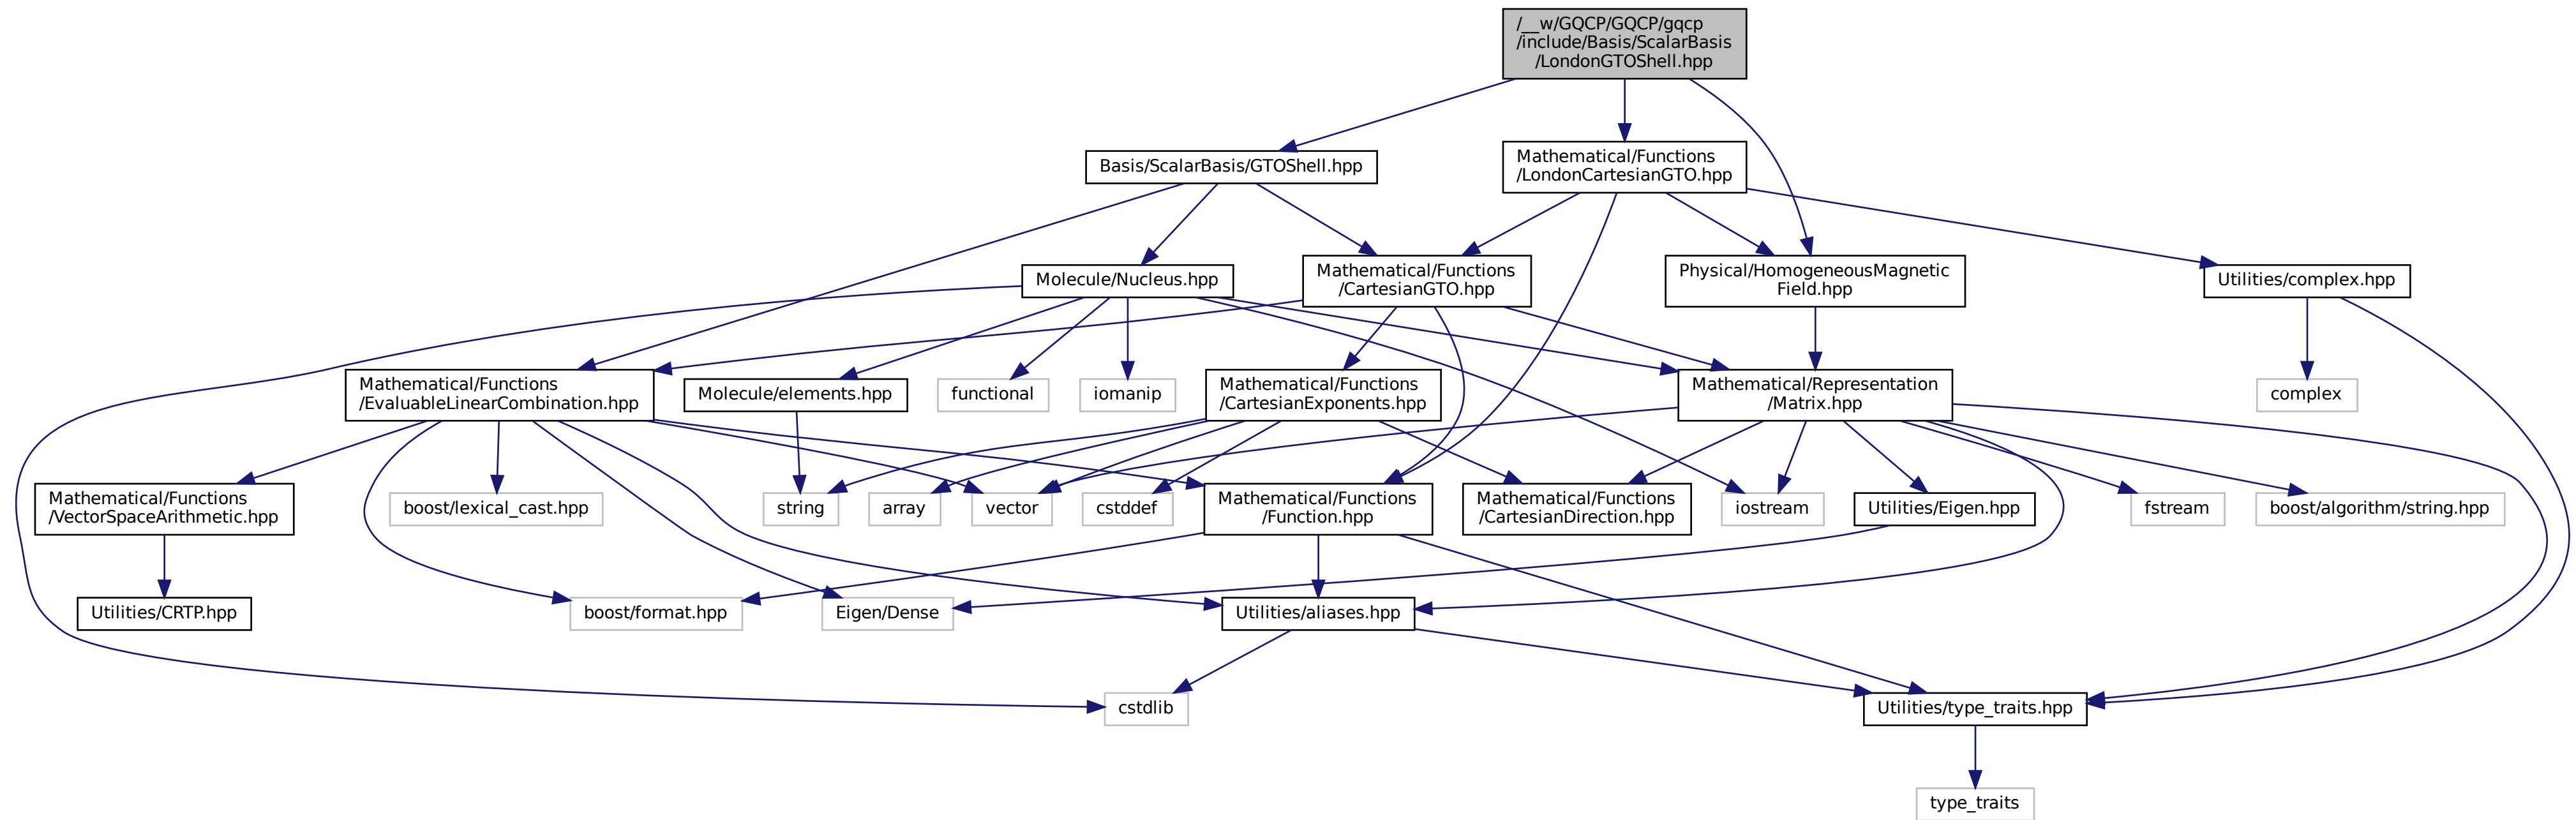 /__w/GQCP/GQCP/gqcp
/include/Basis/ScalarBasis
/LondonGTOShell.hpp
Basis/ScalarBasis/GTOShell.hpp
Mathematical/Functions
/LondonCartesianGTO.hpp
Molecule/Nucleus.hpp
Mathematical/Functions
/CartesianGTO.hpp
Physical/HomogeneousMagnetic
Field.hpp
Utilities/complex.hpp
Mathematical/Functions
/EvaluableLinearCombination.hpp
Molecule/elements.hpp
functional
iomanip
Mathematical/Functions
/CartesianExponents.hpp
Mathematical/Representation
/Matrix.hpp
complex
Mathematical/Functions
/VectorSpaceArithmetic.hpp
boost/lexical_cast.hpp
string
array
vector
cstddef
Mathematical/Functions
/Function.hpp
Mathematical/Functions
/CartesianDirection.hpp
iostream
Utilities/Eigen.hpp
fstream
boost/algorithm/string.hpp
Utilities/CRTP.hpp
boost/format.hpp
Eigen/Dense
Utilities/aliases.hpp
cstdlib
Utilities/type_traits.hpp
type_traits